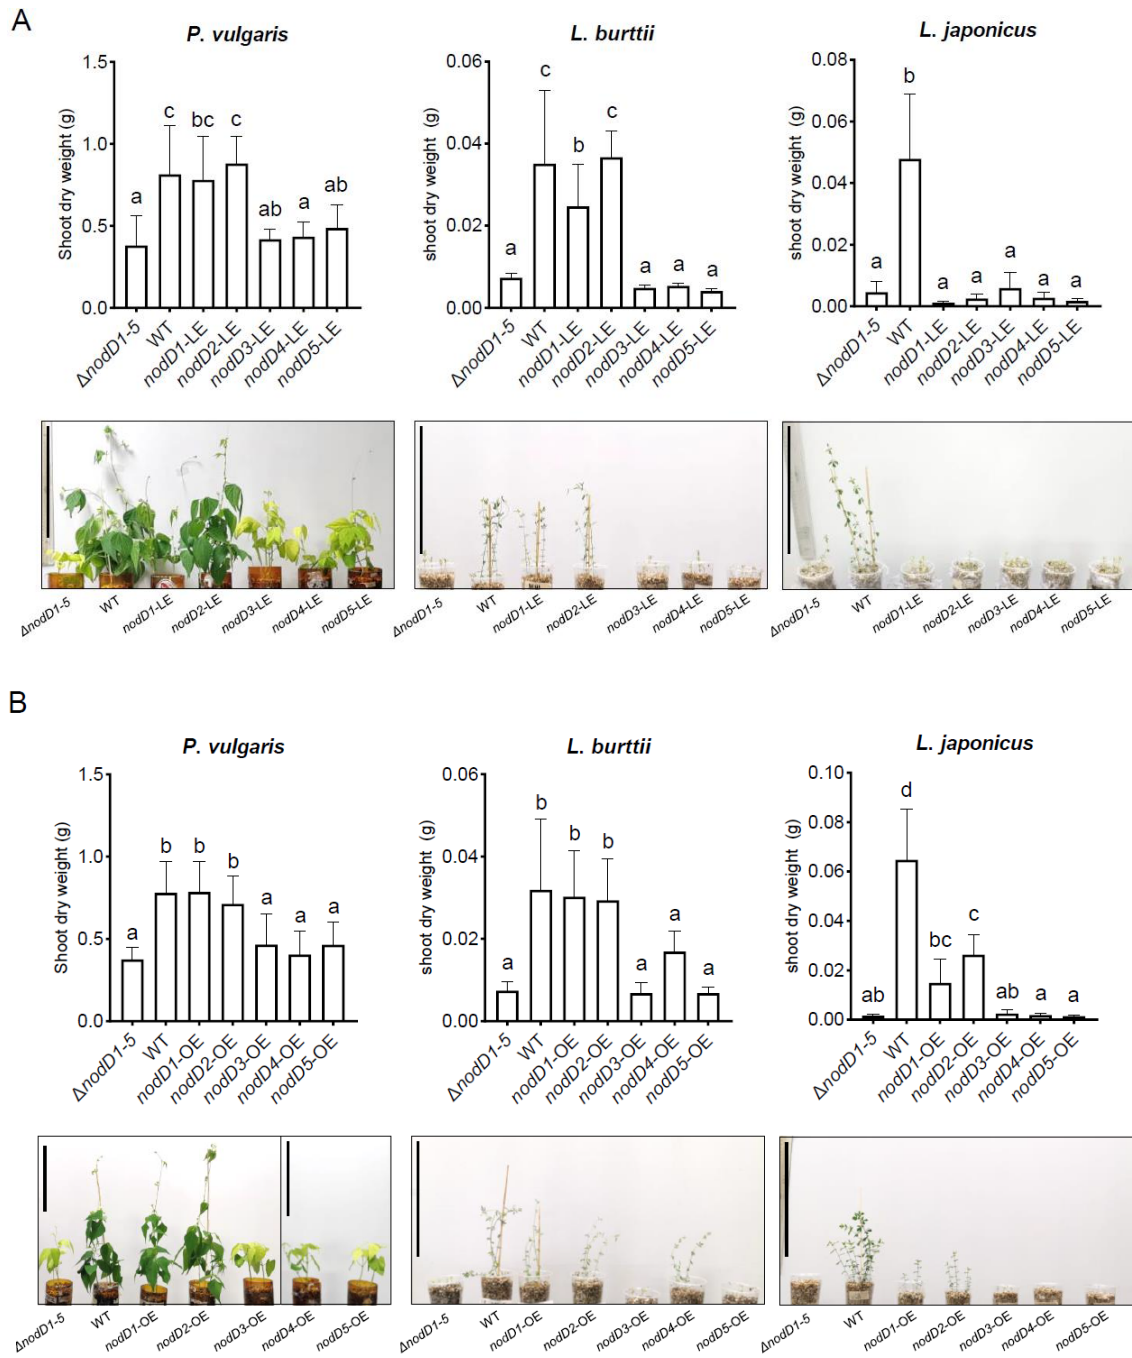 A
P. vulgaris
L. burttii
L. japonicus
Shoot dry weight (g)
1.5
1.0
0.5
0.0
a
c
bc
c
ab
a
ab
ΔnodD1-5
WT
nodD1-LE
nodD2-LE
nodD3-LE
nodD4-LE
nodD5-LE
shoot dry weight (g)
0.06
0.04
0.02
0.00
a
c
b
c
a
a
a
ΔnodD1-5
WT
nodD1-LE
nodD2-LE
nodD3-LE
nodD4-LE
nodD5-LE
shoot dry weight (g)
0.08
0.06
0.04
0.02
0.00
a
b
a
a
a
a
a
ΔnodD1-5
WT
nodD1-LE
nodD2-LE
nodD3-LE
nodD4-LE
nodD5-LE
ΔnodD1-5
WT
nodD1-LE
nodD2-LE
nodD3-LE
nodD4-LE
nodD5-LE
ΔnodD1-5
WT
nodD1-LE
nodD2-LE
nodD3-LE
nodD4-LE
nodD5-LE
ΔnodD1-5
WT
nodD1-LE
nodD2-LE
nodD3-LE
nodD4-LE
nodD5-LE
B
P. vulgaris
L. burttii
L. japonicus
Shoot dry weight (g)
1.5
1.0
0.5
0.0
a
b
b
b
a
a
a
ΔnodD1-5
WT
nodD1-OE
nodD2-OE
nodD3-OE
nodD4-OE
nodD5-OE
shoot dry weight (g)
0.06
0.04
0.02
0.00
a
b
b
b
a
a
a
ΔnodD1-5
WT
nodD1-OE
nodD2-OE
nodD3-OE
nodD4-OE
nodD5-OE
shoot dry weight (g)
0.10
0.08
0.06
0.04
0.02
0.00
ab
d
bc
c
ab
a
a
ΔnodD1-5
WT
nodD1-OE
nodD2-OE
nodD3-OE
nodD4-OE
nodD5-OE
ΔnodD1-5
WT
nodD1-OE
nodD2-OE
nodD3-OE
nodD4-OE
nodD5-OE
ΔnodD1-5
WT
nodD1-OE
nodD2-OE
nodD3-OE
nodD4-OE
nodD5-OE
ΔnodD1-5
WT
nodD1-OE
nodD2-OE
nodD3-OE
nodD4-OE
nodD5-OE